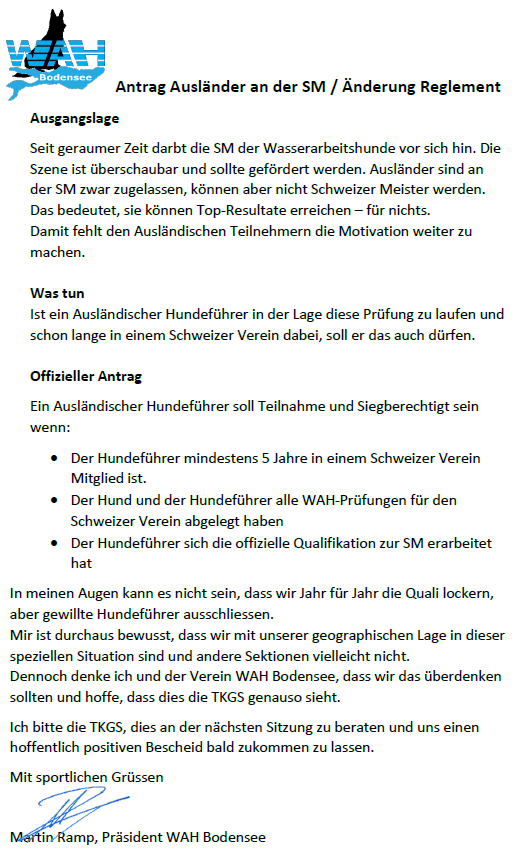 WAH
Bodensee
Antrag Ausländer an der SM / Änderung Reglement
Ausgangslage
Seit geraumer Zeit darbt die SM der Wasserarbeitshunde vor sich hin. Die
Szene ist überschaubar und sollte gefördert werden. Ausländer sind an
der SM zwar zugelassen, können aber nicht Schweizer Meister werden.
Das bedeutet, sie können Top-Resultate erreichen – für nichts.
Damit fehlt den Ausländischen Teilnehmern die Motivation weiter zu
machen.
Was tun
Ist ein Ausländischer Hundeführer in der Lage diese Prüfung zu laufen und
schon lange in einem Schweizer Verein dabei, soll er das auch dürfen.
Offizieller Antrag
Ein Ausländischer Hundeführer soll Teilnahme und Siegberechtigt sein
wenn:
• Der Hundeführer mindestens 5 Jahre in einem Schweizer Verein
Mitglied ist.
• Der Hund und der Hundeführer alle WAH-Prüfungen für den
Schweizer Verein abgelegt haben
• Der Hundeführer sich die offizielle Qualifikation zur SM erarbeitet
hat
In meinen Augen kann es nicht sein, dass wir Jahr für Jahr die Quali lockern,
aber gewillte Hundeführer ausschliessen.
Mir ist durchaus bewusst, dass wir mit unserer geographischen Lage in dieser
speziellen Situation sind und andere Sektionen vielleicht nicht.
Dennoch denke ich und der Verein WAH Bodensee, dass wir das überdenken
sollten und hoffe, dass dies die TKGS genauso sieht.
Ich bitte die TKGS, dies an der nächsten Sitzung zu beraten und uns einen
hoffentlich positiven Bescheid bald zukommen zu lassen.
Mit sportlichen Grüssen
Martin Ramp, Präsident WAH Bodensee